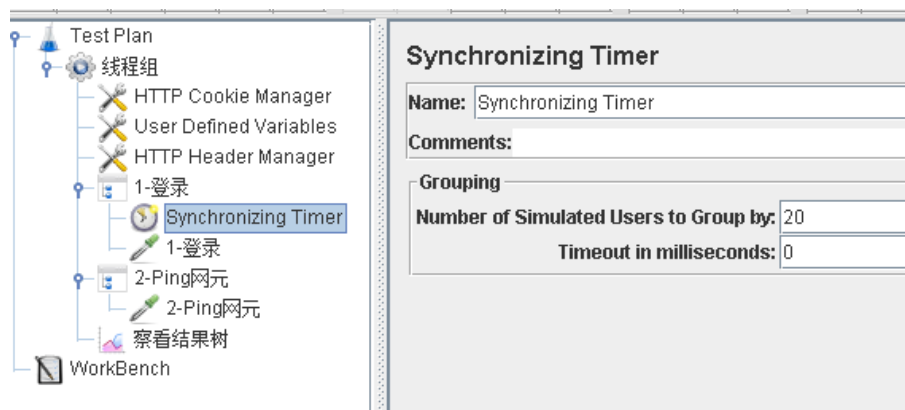 Test Plan
线程组
HTTP Cookie Manager
User Defined Variables
HTTP Header Manager
1-登录
Synchronizing Timer
1-登录
2-Ping网元
2-Ping网元
察看结果树
WorkBench
Synchronizing Timer
Name: Synchronizing Timer
Comments:
Grouping
Number of Simulated Users to Group by: 20
Timeout in milliseconds: 0